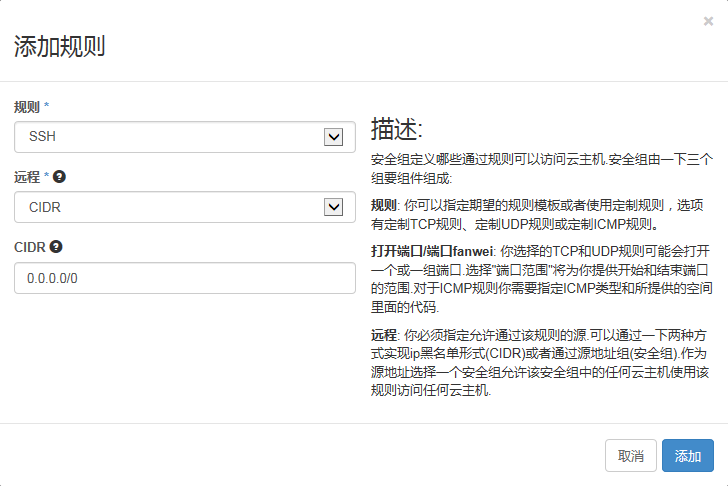 ×
添加规则
规则 *
SSH
远程 * ?
CIDR
CIDR ?
0.0.0.0/0
描述:
安全组定义哪些通过规则可以访问云主机.安全组由一下三个
组要组件组成:
规则: 你可以指定期望的规则模板或者使用定制规则，选项
有定制TCP规则、定制UDP规则或定制ICMP规则。
打开端口/端口fanwei: 你选择的TCP和UDP规则可能会打开
一个或一组端口.选择"端口范围"将为你提供开始和结束端口
的范围.对于ICMP规则你需要指定ICMP类型和所提供的空间
里面的代码.
远程: 你必须指定允许通过该规则的源.可以通过一下两种方
式实现ip黑名单形式(CIDR)或者通过源地址组(安全组).作为
源地址选择一个安全组允许该安全组中的任何云主机使用该
规则访问任何云主机.
取消
添加